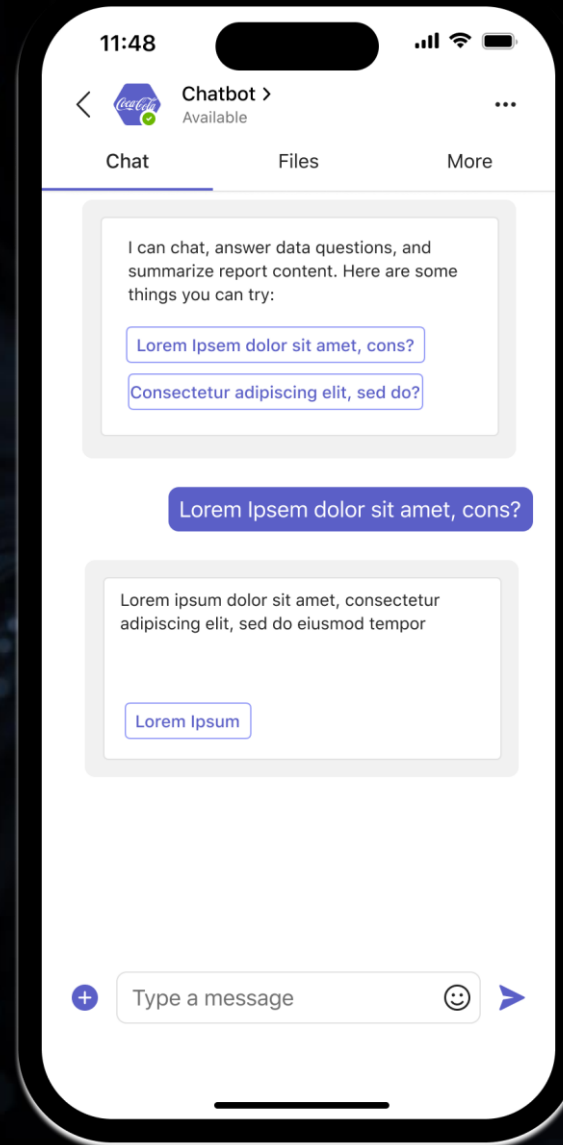 11:48
Coca-Cola
Chatbot >
Available
Chat
Files
More
I can chat, answer data questions, and
summarize report content. Here are some
things you can try:
Lorem Ipsem dolor sit amet, cons?
Consectetur adipiscing elit, sed do?
Lorem Ipsem dolor sit amet, cons?
Lorem ipsum dolor sit amet, consectetur
adipiscing elit, sed do eiusmod tempor
Lorem Ipsum
Type a message